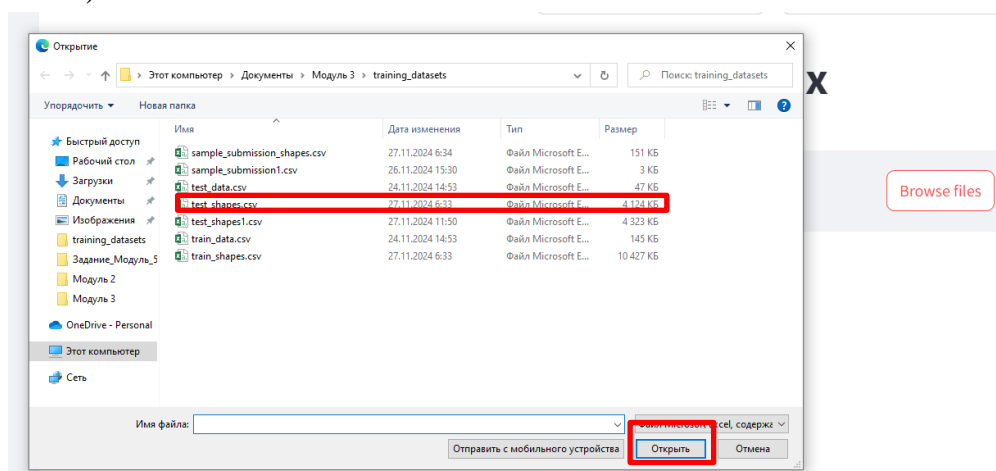 Открытие
Этот компьютер > Документы > Модуль 3 > training_datasets
Поиск: training_datasets
х
Упорядочить
Новая папка
Имя Дата изменения Тип Размер
Быстрый доступ
Рабочий стол
Загрузки
Документы
Изображения
training_datasets
Задание_Модуль_5
Модуль 2
Модуль 3
OneDrive - Personal
Этот компьютер
Сеть
sample_submission_shapes.csv 27.11.2024 6:34 Файл Microsoft E... 151 КБ
sample_submission1.csv 26.11.2024 15:30 Файл Microsoft E... 3 КБ
test_data.csv 24.11.2024 14:53 Файл Microsoft E... 47 КБ
test_shapes.csv 27.11.2024 6:33 Файл Microsoft E... 4 124 КБ
test_shapes1.csv 27.11.2024 11:50 Файл Microsoft E... 4 323 КБ
train_data.csv 24.11.2024 14:53 Файл Microsoft E... 145 КБ
train_shapes.csv 27.11.2024 6:33 Файл Microsoft E... 10 427 КБ
Browse files
Имя файла:
Файл Microsoft Excel, содержа
Отправить с мобильного устройства
Открыть
Отмена